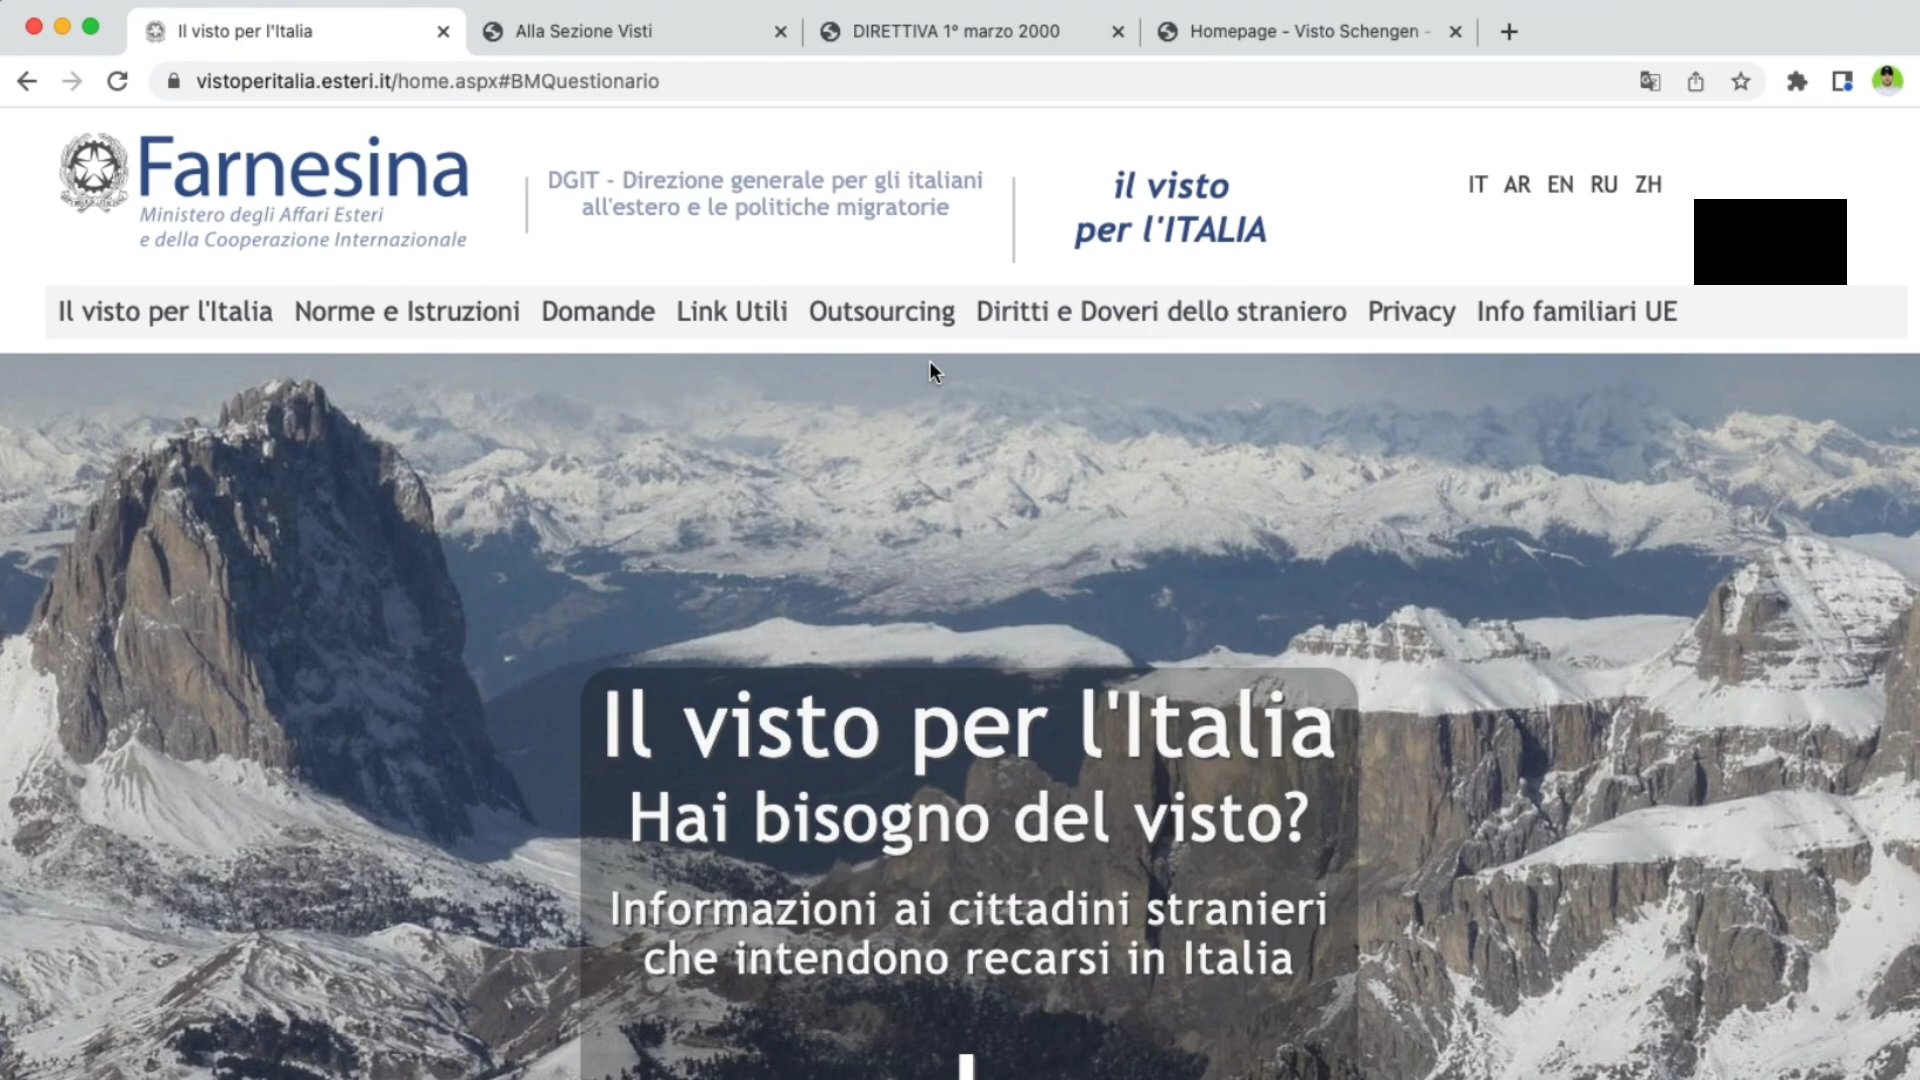 Il visto per l'Italia
Alla Sezione Visti
DIRETTIVA 1° marzo 2000
Homepage - Visto Schengen -
vistoperitalia.esteri.it/home.aspx#BMQuestionario
Farnesina
Ministero degli Affari Esteri
e della Cooperazione Internazionale
DGIT - Direzione generale per gli italiani
all'estero e le politiche migratorie
il visto
per l'ITALIA
IT AR EN RU ZH
Il visto per l'Italia Norme e Istruzioni Domande Link Utili Outsourcing Diritti e Doveri dello straniero Privacy Info familiari UE
Il visto per l'Italia
Hai bisogno del visto?
Informazioni ai cittadini stranieri
che intendono recarsi in Italia